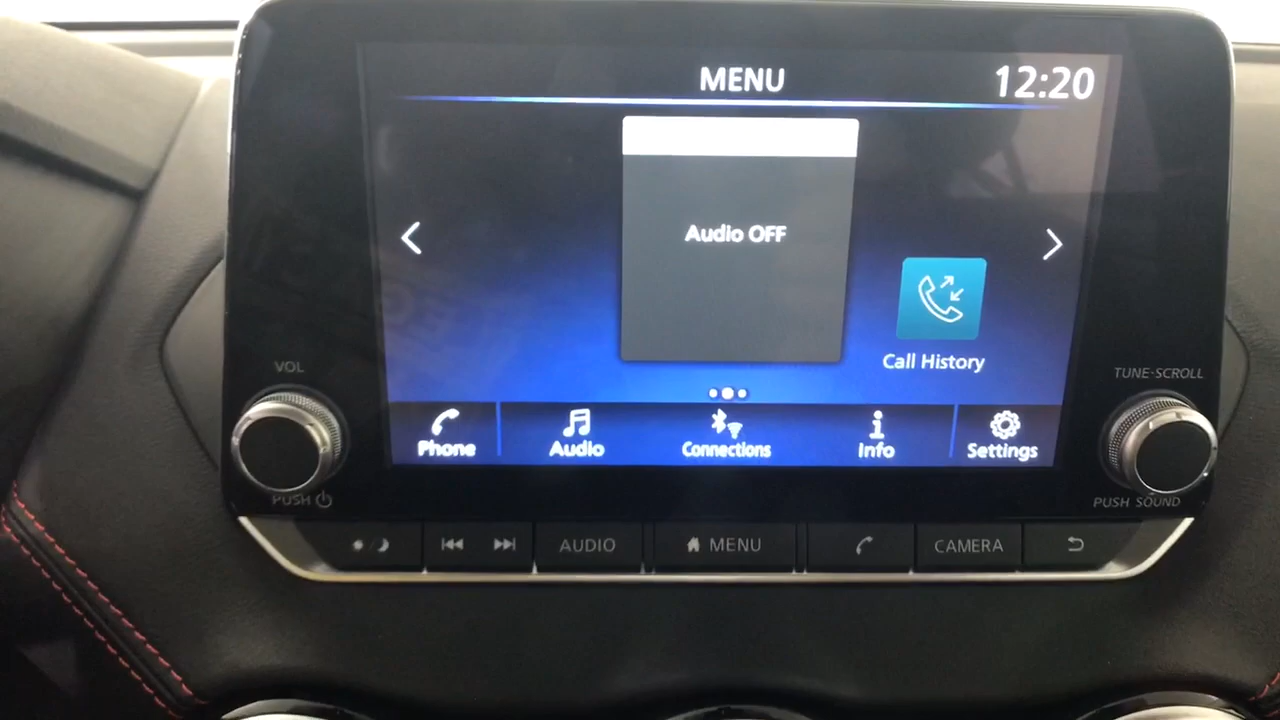 MENU
12:20
Audio OFF
Call History
VOL
TUNE·SCROLL
Phone
Audio
Connections
Info
Settings
PUSH
PUSH SOUND
AUDIO
MENU
CAMERA